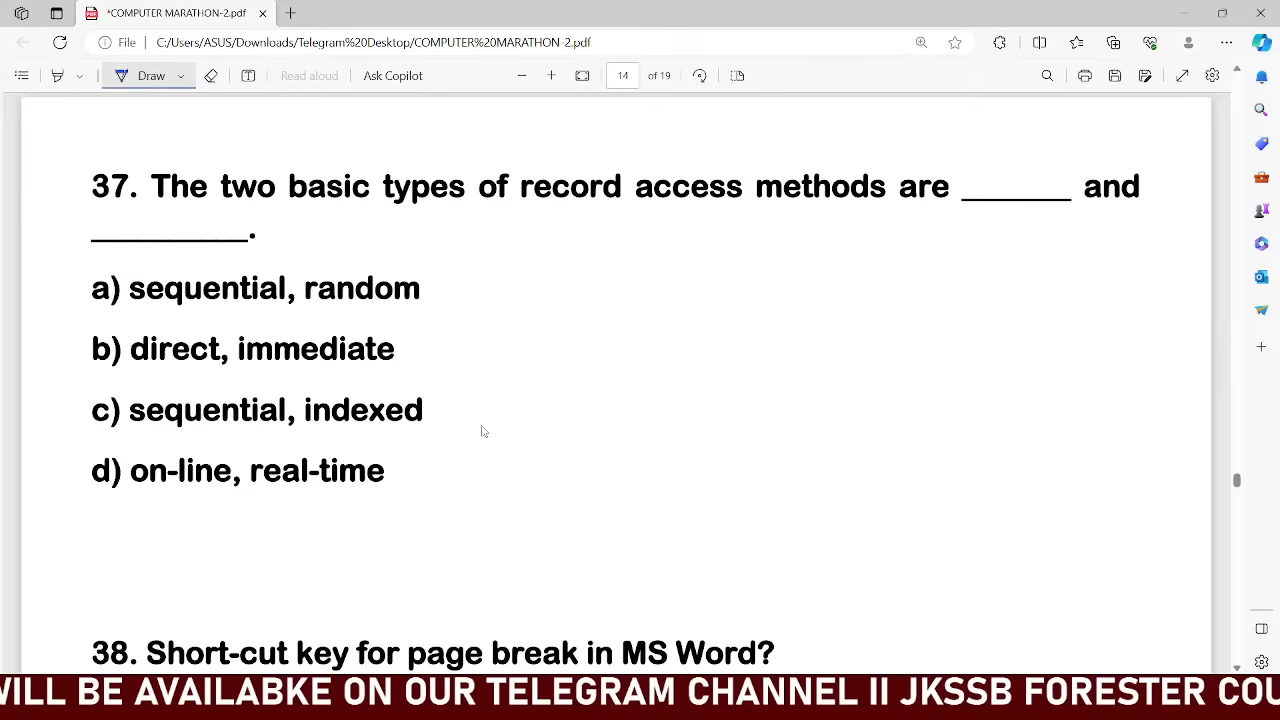 *COMPUTER MARATHON-2.pdf
File C:/Users/ASUS/Downloads/Telegram%20Desktop/COMPUTER%20MARATHON-2.pdf
Draw Read aloud Ask Copilot 14 of 19
37. The two basic types of record access methods are _______ and
__________.
a) sequential, random
b) direct, immediate
c) sequential, indexed
d) on-line, real-time
38. Short-cut key for page break in MS Word?
WILL BE AVAILABKE ON OUR TELEGRAM CHANNEL II JKSSB FORESTER COU